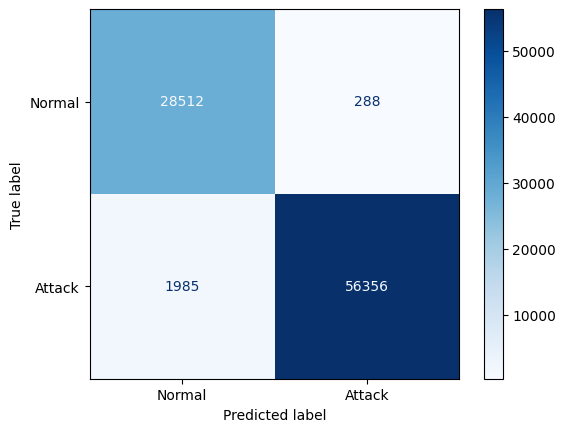 50000
Normal 28512 288
40000
True label
30000
20000
Attack 1985 56356
10000
Normal Attack
Predicted label